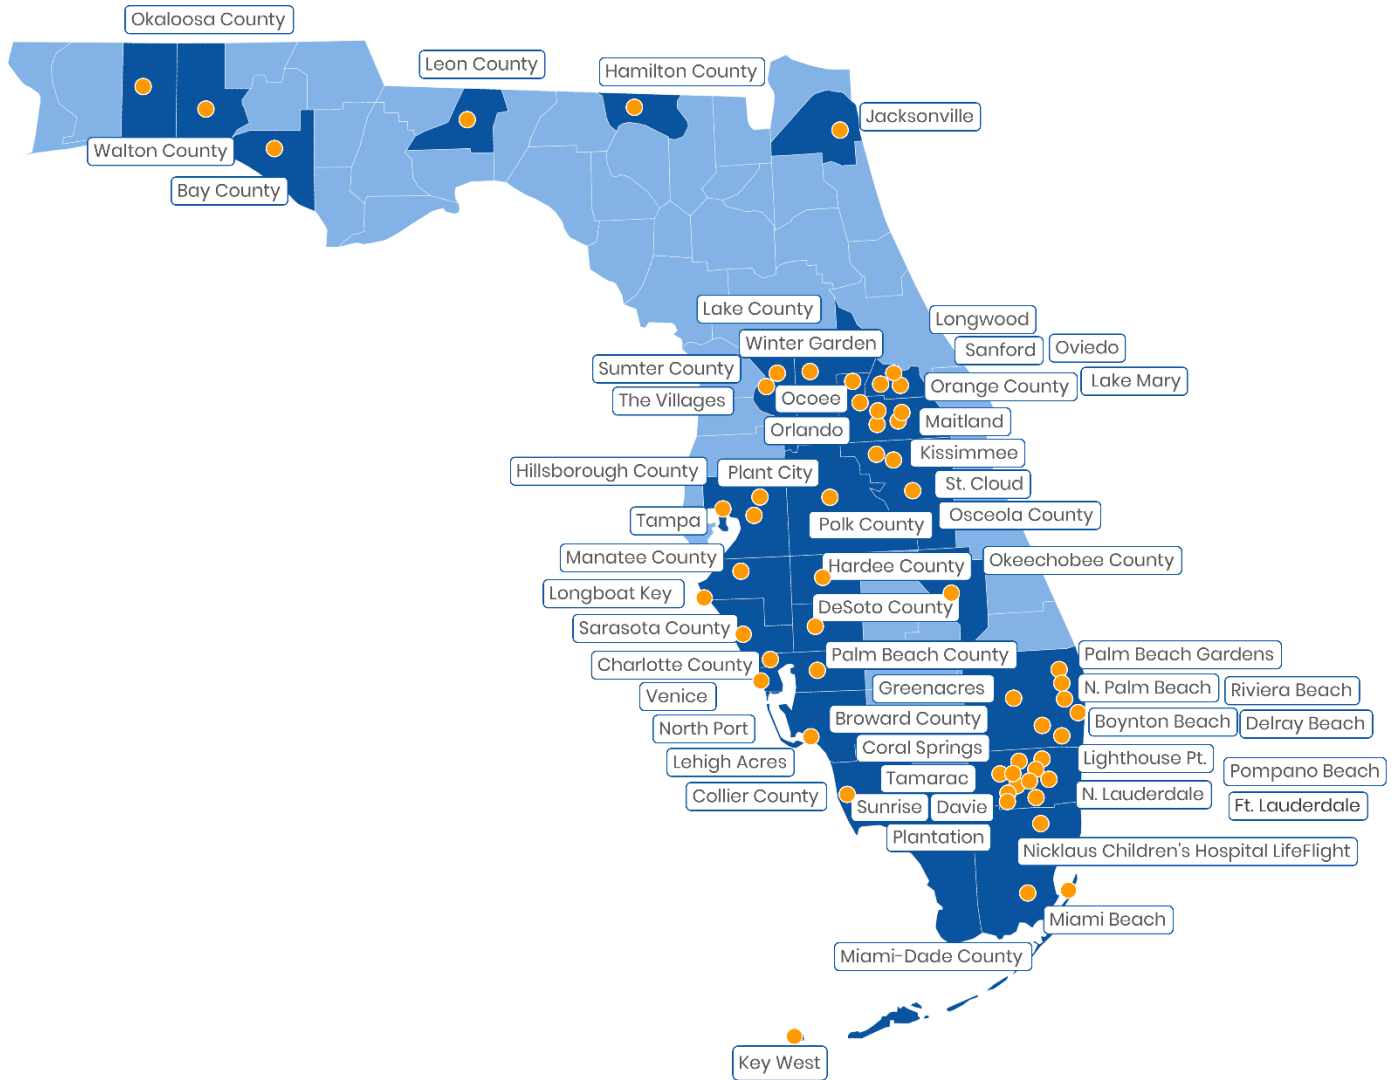 Okaloosa County
Leon County
Hamilton County
Jacksonville
Walton County
Bay County
Lake County
Longwood
Winter Garden
Sanford
Oviedo
Sumter County
Orange County
Lake Mary
The Villages
Ocoee
Orlando
Maitland
Kissimmee
Hillsborough County
Plant City
St. Cloud
Tampa
Polk County
Osceola County
Manatee County
Hardee County
Okeechobee County
Longboat Key
DeSoto County
Sarasota County
Charlotte County
Palm Beach County
Palm Beach Gardens
Venice
Greenacres
N. Palm Beach
Riviera Beach
North Port
Broward County
Boynton Beach
Delray Beach
Lehigh Acres
Coral Springs
Lighthouse Pt.
Pompano Beach
Collier County
Tamarac
N. Lauderdale
Ft. Lauderdale
Sunrise
Davie
Plantation
Nicklaus Children's Hospital LifeFlight
Miami Beach
Miami-Dade County
Key West